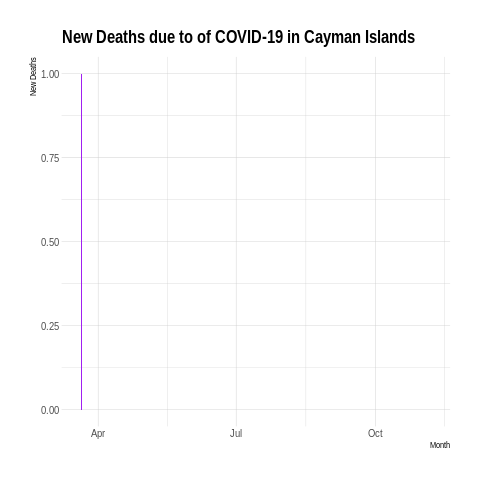 New Deaths due to of COVID-19 in Cayman Islands
New Deaths
1.00
0.75
0.50
0.25
0.00
Apr Jul Oct
Month